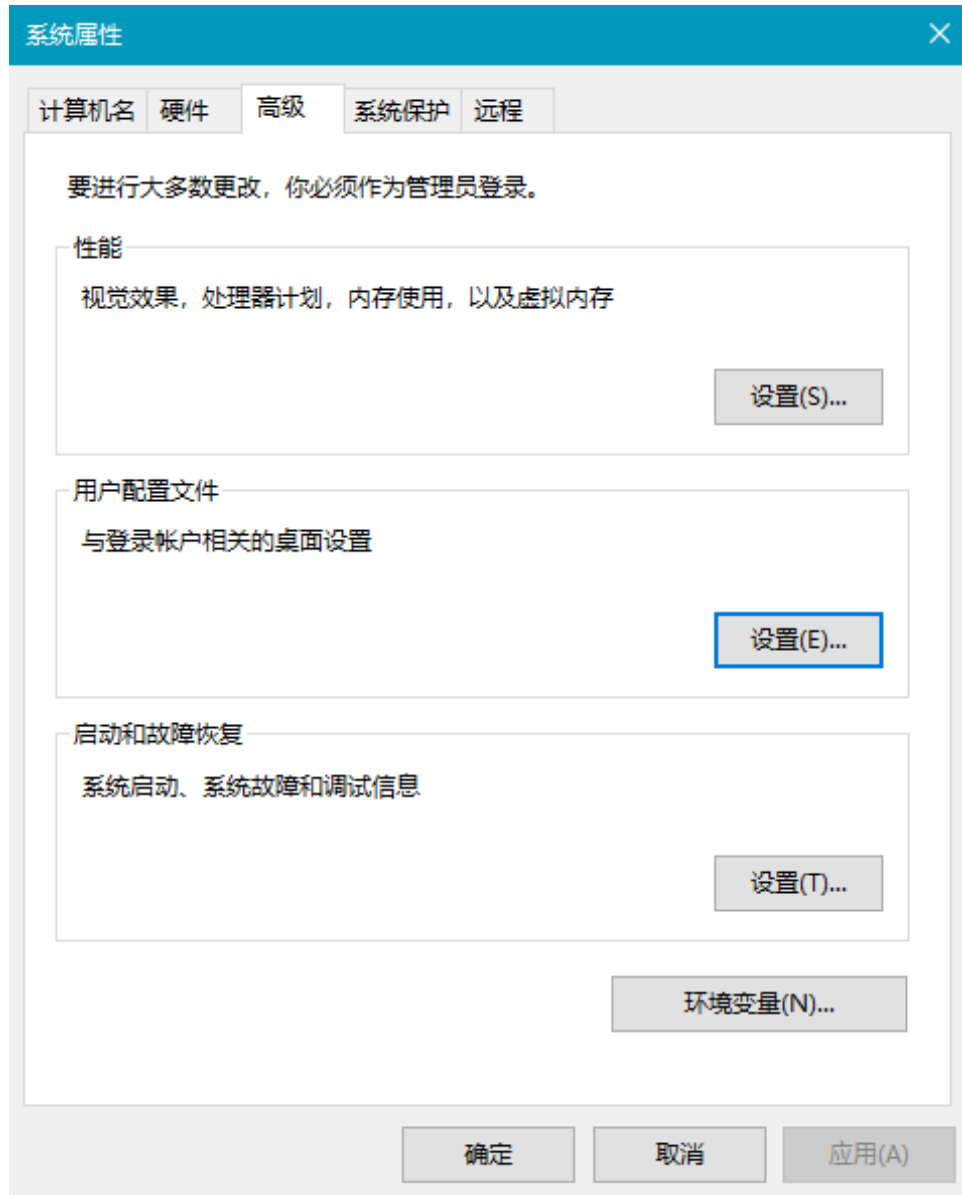 系统属性
计算机名 硬件 高级 系统保护 远程
要进行大多数更改，你必须作为管理员登录。
性能
视觉效果，处理器计划，内存使用，以及虚拟内存
设置(S)...
用户配置文件
与登录帐户相关的桌面设置
设置(E)...
启动和故障恢复
系统启动、系统故障和调试信息
设置(T)...
环境变量(N)...
确定 取消 应用(A)